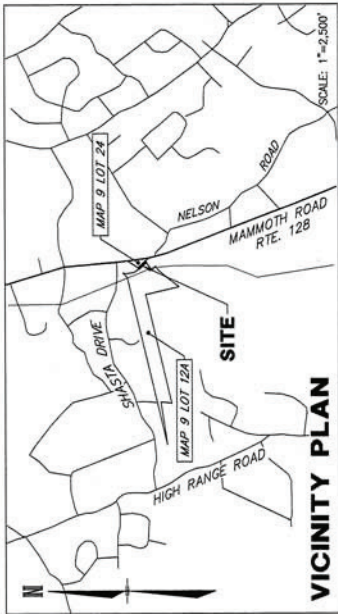 N
MAP 9 LOT 24
SHASTA DRIVE
NELSON
ROAD
MAMMOTH ROAD
RTE. 128
SITE
MAP 9 LOT 12A
HIGH RANGE ROAD
SCALE: 1"=2,500'
VICINITY PLAN